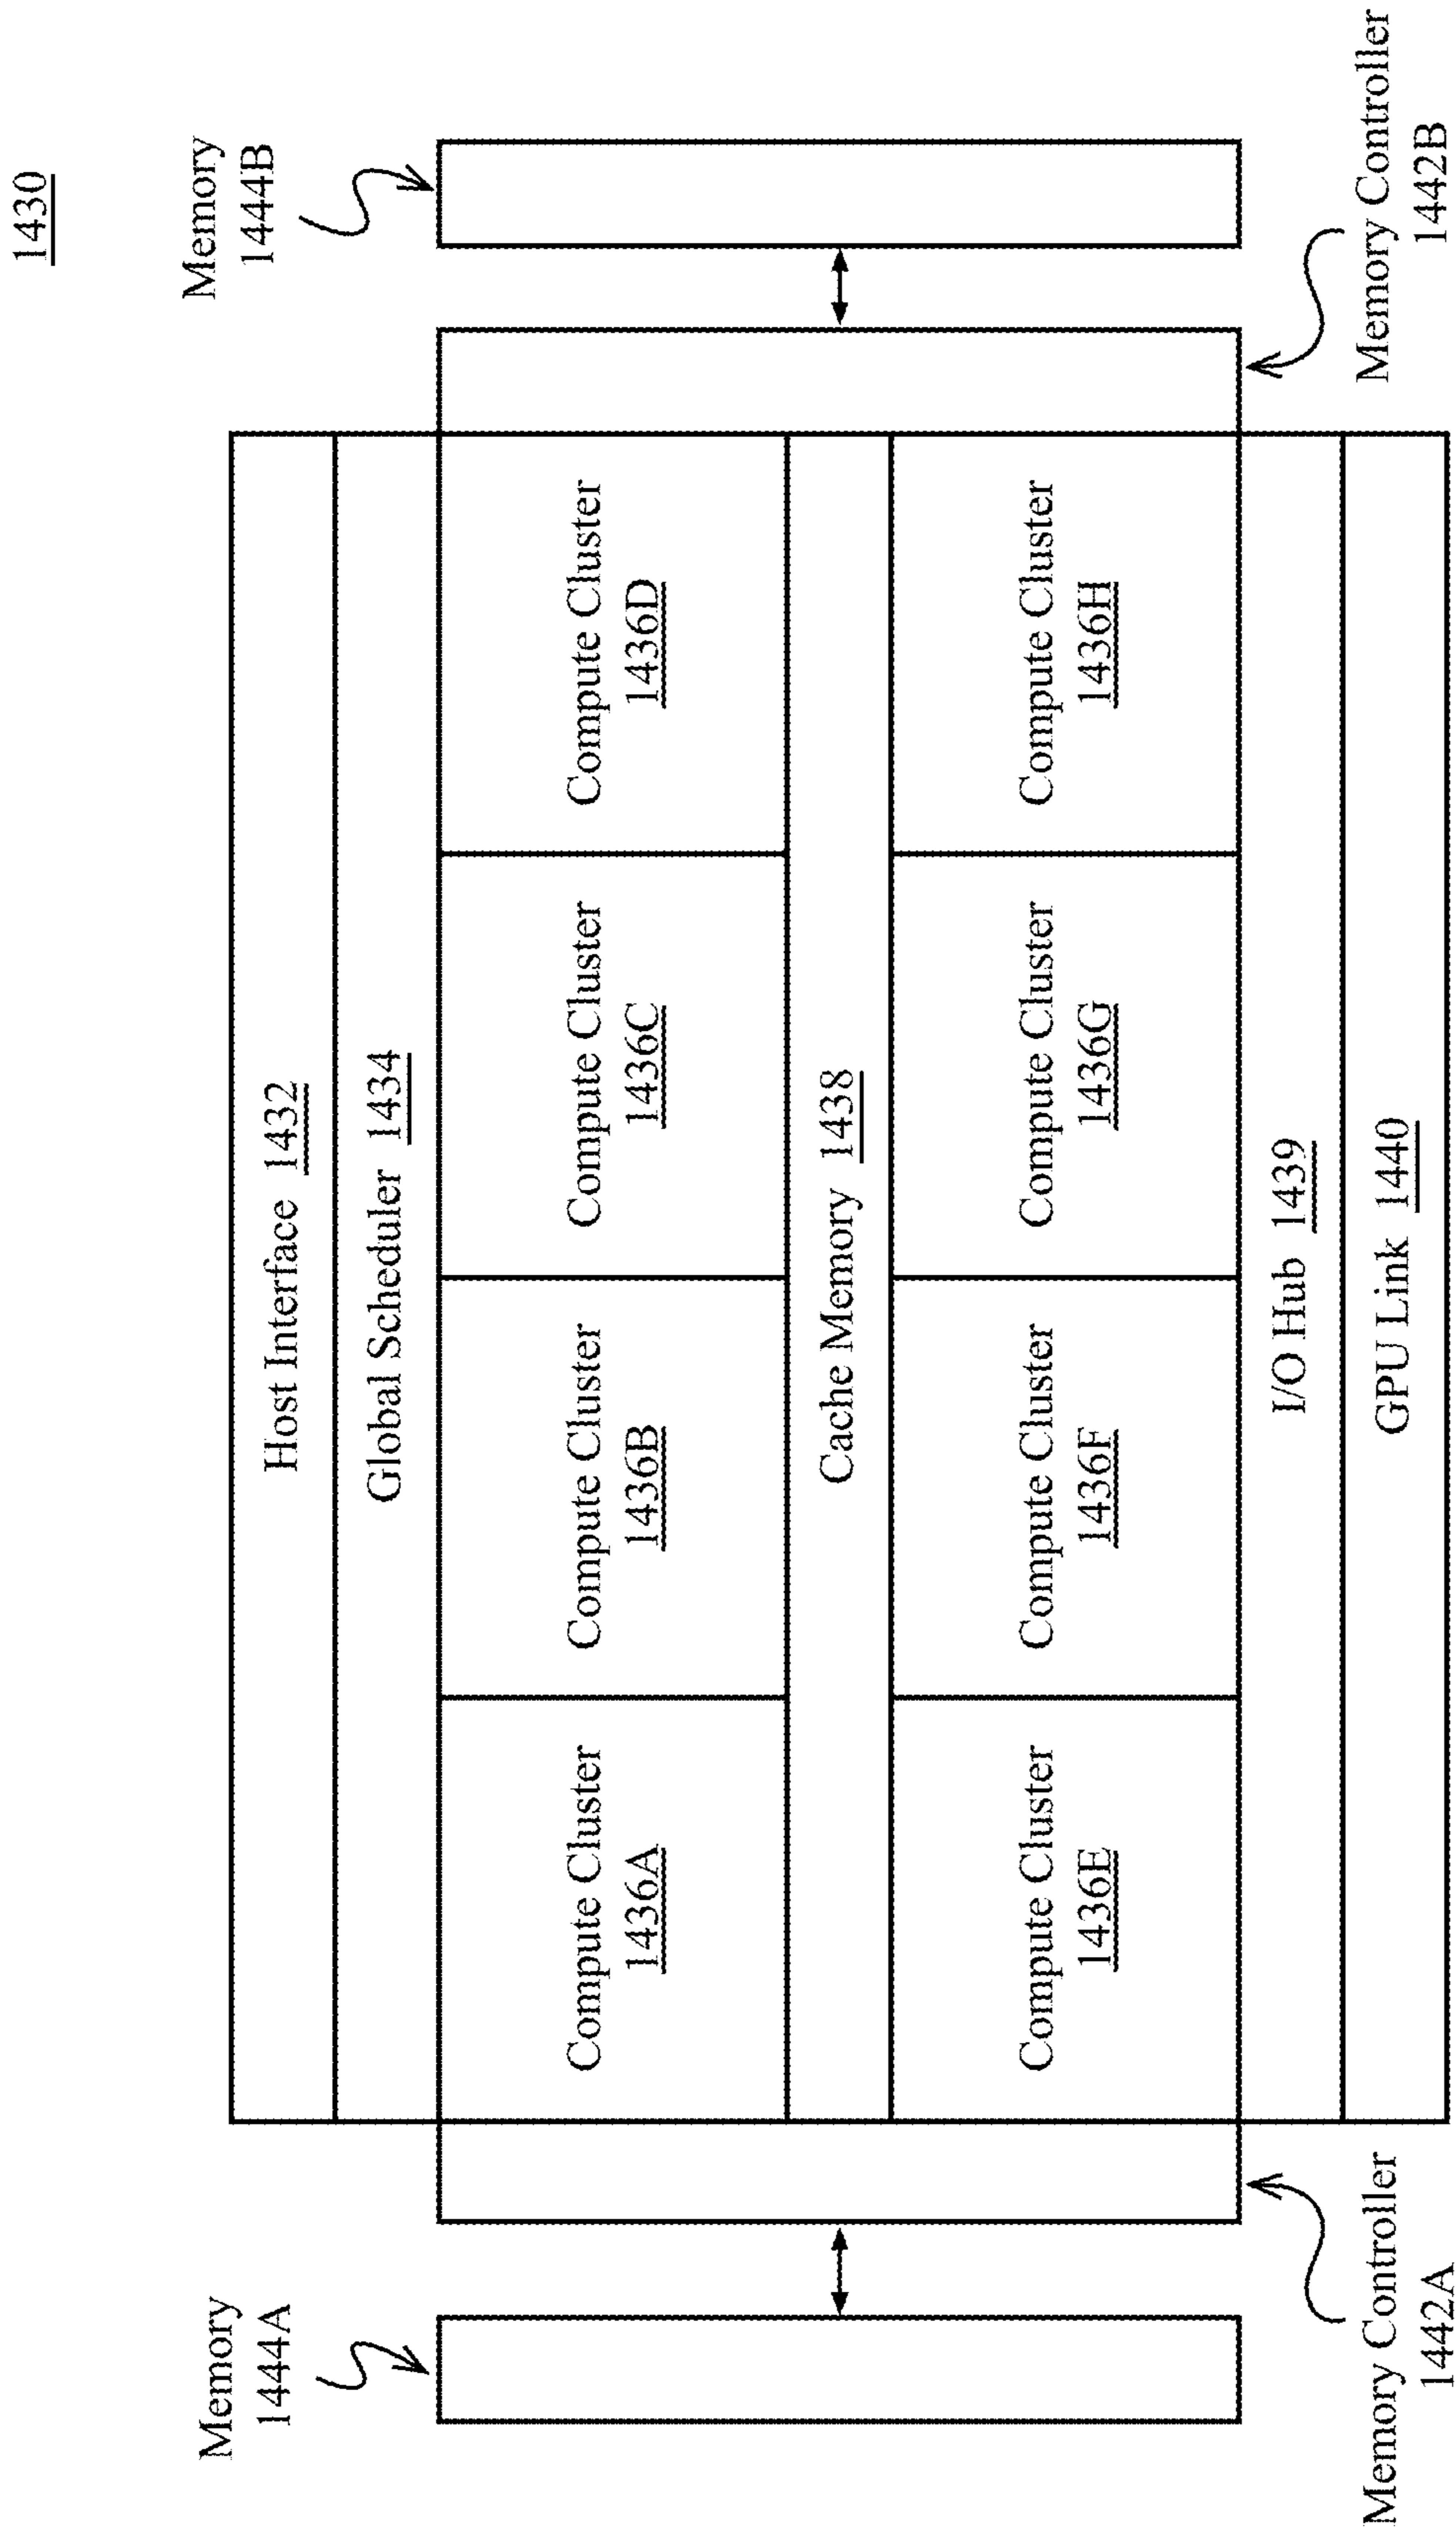 1430
Memory
1444A
Memory
1444B
Host Interface 1432
Global Scheduler 1434
Compute Cluster
1436A
Compute Cluster
1436B
Compute Cluster
1436C
Compute Cluster
1436D
Cache Memory 1438
Compute Cluster
1436E
Compute Cluster
1436F
Compute Cluster
1436G
Compute Cluster
1436H
I/O Hub 1439
GPU Link 1440
Memory Controller
1442A
Memory Controller
1442B